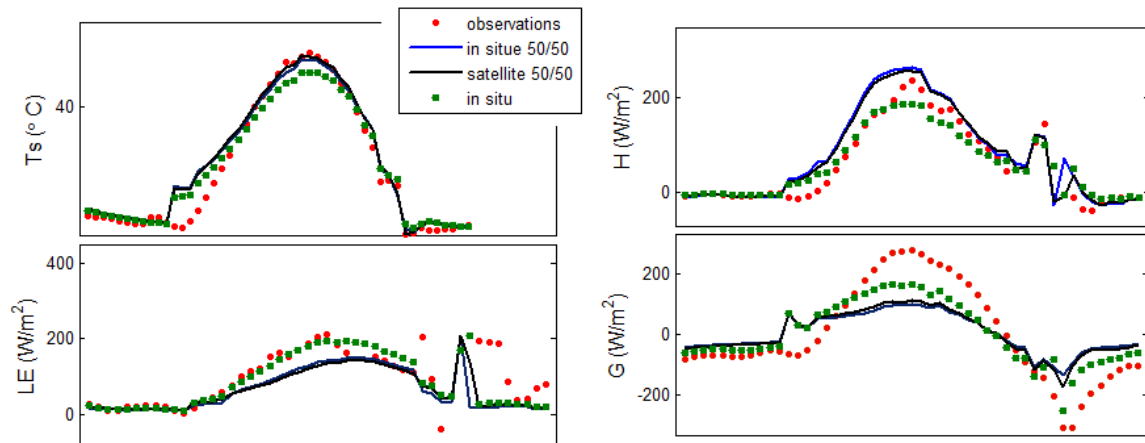 observations
in situe 50/50
satellite 50/50
in situ
Ts (° C)
40
H (W/m²)
200
0
LE (W/m²)
400
200
0
G (W/m²)
200
0
-200